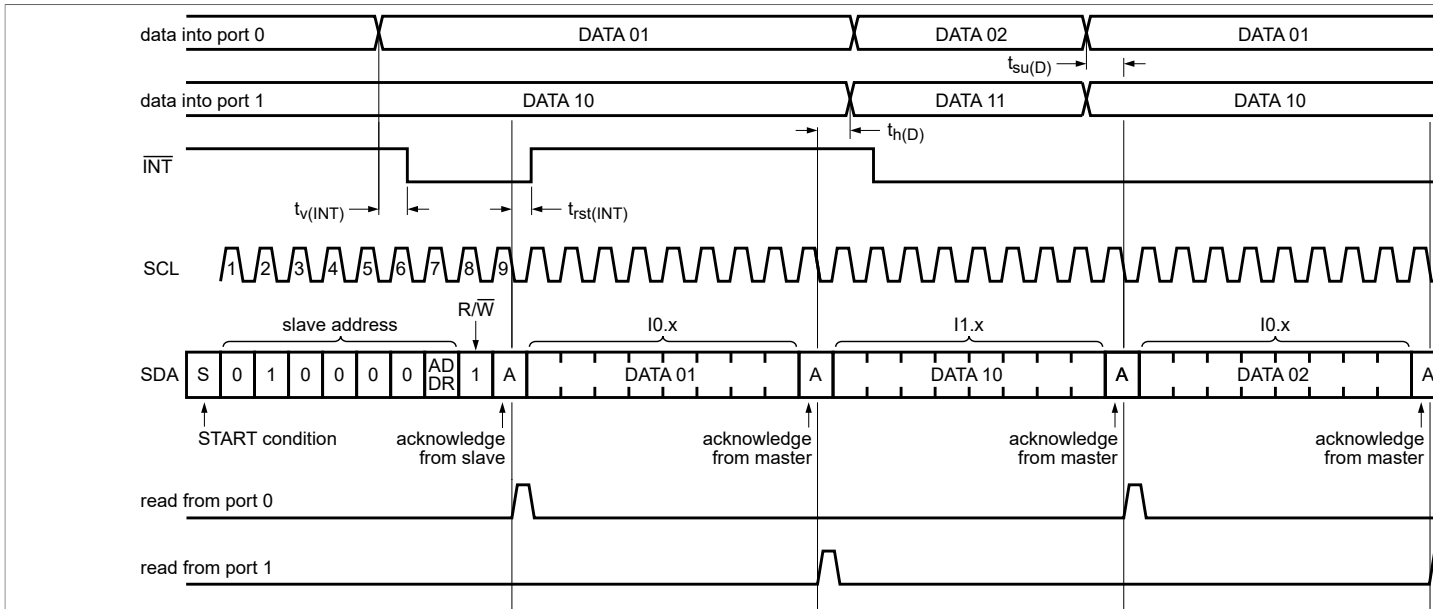 data into port 0 DATA 01 DATA 02 DATA 01
tsu(D)
data into port 1 DATA 10 DATA 11 DATA 10
th(D)
INT
tv(INT) trst(INT)
SCL 1 2 3 4 5 6 7 8 9
R/W
slave address I0.x I1.x I0.x
SDA S 0 1 0 0 0 0 AD DR 1 A DATA 01 A DATA 10 A DATA 02 A
START condition acknowledge acknowledge acknowledge acknowledge
from slave from master from master from master
read from port 0
read from port 1